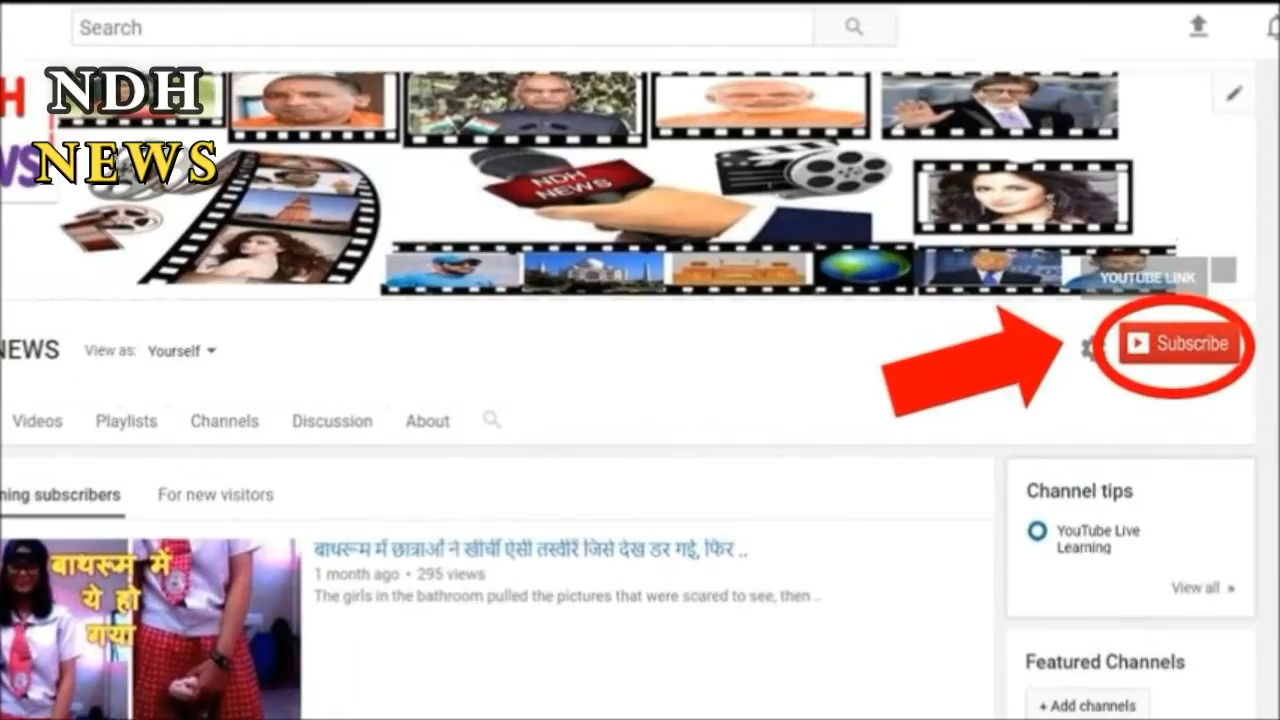 Search
H
NDH
NEWS
WS
NDH
NEWS
YOUTUBE LINK
NEWS
View as: Yourself
Subscribe
Videos
Playlists
Channels
Discussion
About
ning subscribers
For new visitors
Channel tips
YouTube Live
Learning
View all »
बाथरूम में छात्राओं ने खींचीं ऐसी तस्वीरें जिसे देख डर गई, फिर ..
1 month ago • 295 views
The girls in the bathroom pulled the pictures that were scared to see, then ...
बाथरूम में
ये हो
गया
Featured Channels
+ Add channels